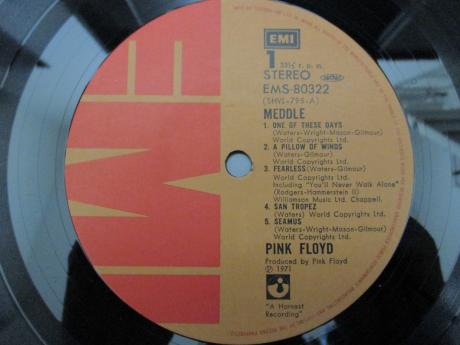 EMI
EMI
1 33⅓ r. p. m.
STEREO
EMS-80322
(SHVL-795-A)
MEDDLE
1. ONE OF THESE DAYS
(Waters-Wright-Mason-Gilmour)
World Copyrights Ltd.
2. A PILLOW OF WINDS
(Waters-Gilmour)
World Copyrights Ltd.
3. FEARLESS (Waters-Gilmour)
World Copyrights Ltd.
Including "You'll Never Walk Alone"
(Rodgers-Hammerstein II)
Williamson Music Ltd. Chappell.
4. SAN TROPEZ
(Waters) World Copyrights Ltd.
5. SEAMUS
(Waters-Wright-Mason-Gilmour)
World Copyrights Ltd.
PINK FLOYD
Produced by Pink Floyd
℗ 1971
"A Harvest
Recording"